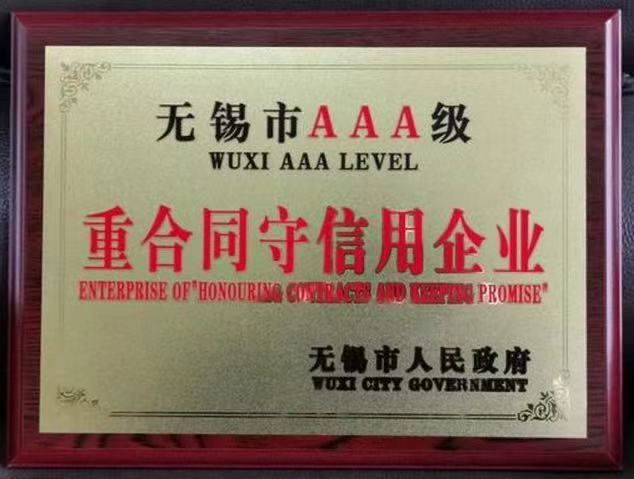 无锡市AAA级
WUXI AAA LEVEL
重合同守信用企业
ENTERPRISE OF"HONOURING CONTRACTS AND KEEPING PROMISE"
无锡市人民政府
WUXI CITY GOVERNMENT